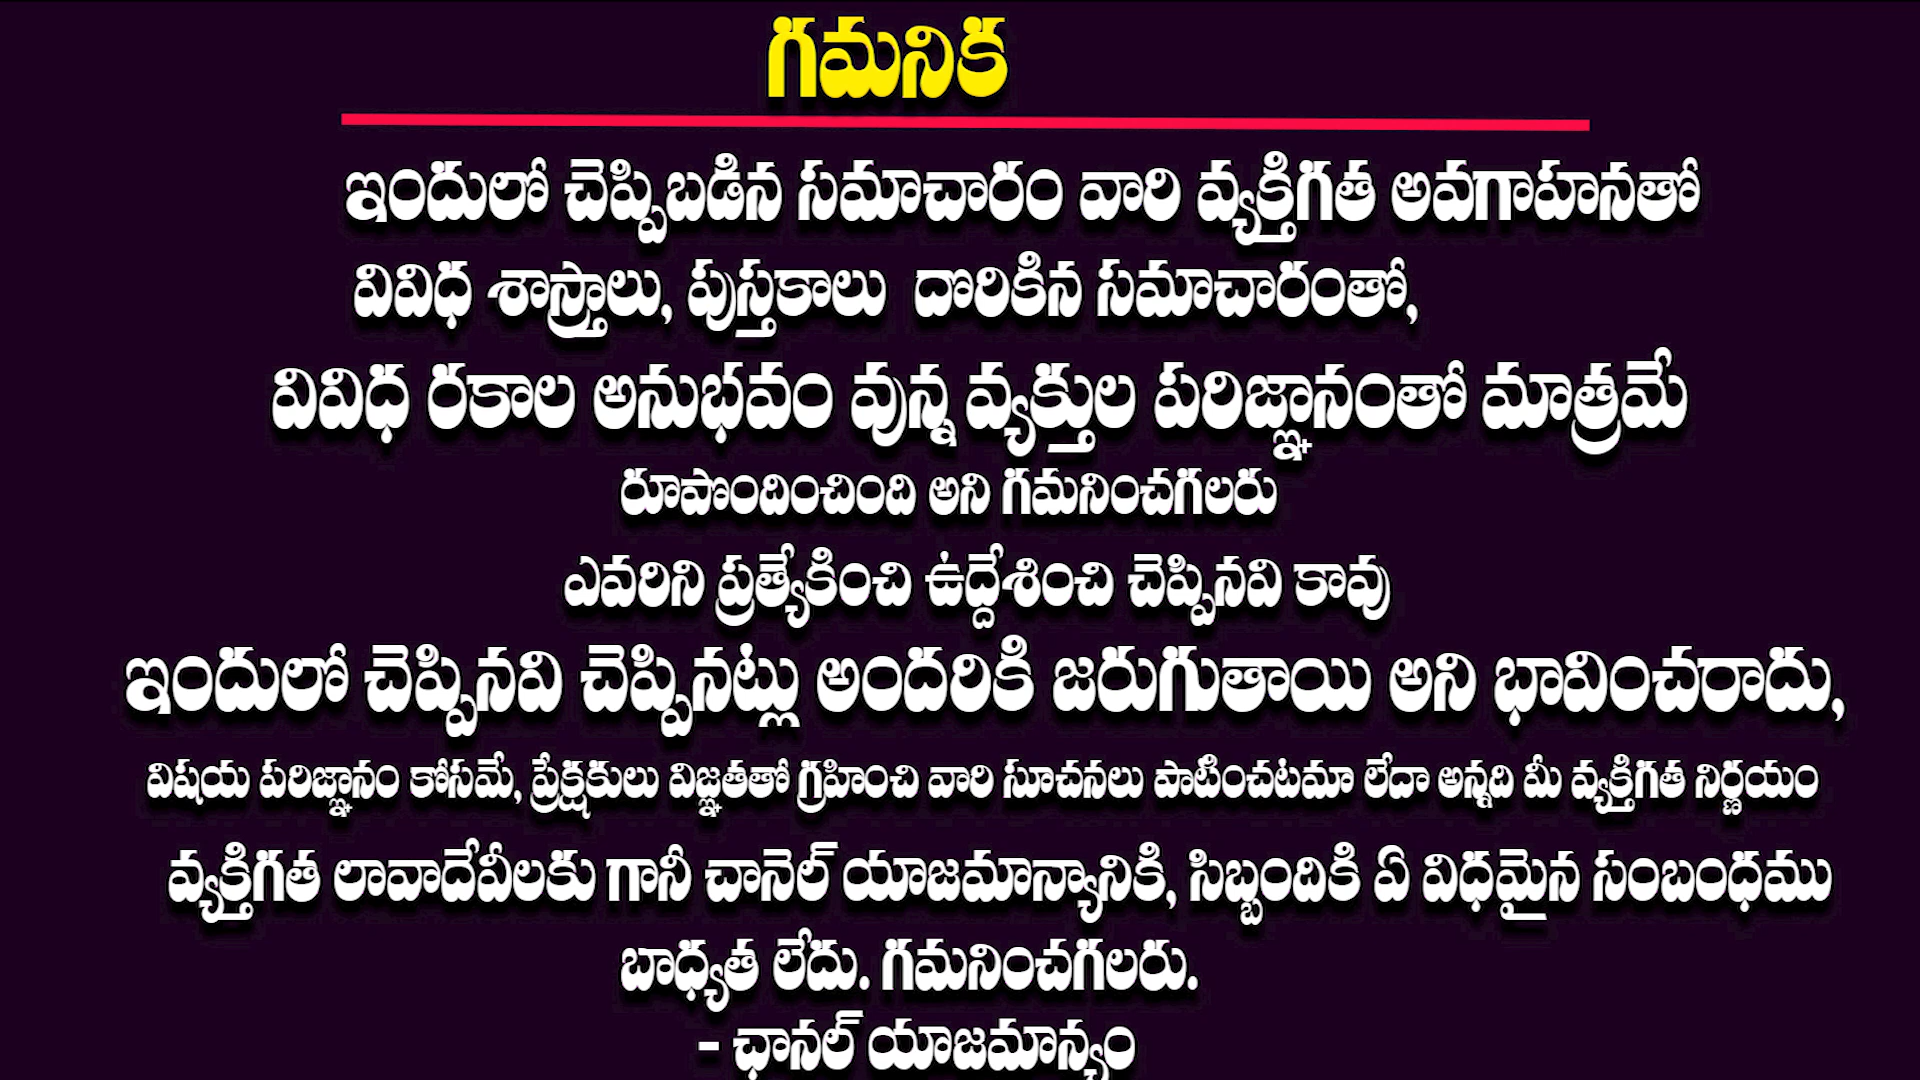 గమనిక
ఇందులో చెప్పిబడిన సమాచారం వారి వ్యక్తిగత అవగాహనతో
వివిధ శాస్త్రాలు, పుస్తకాలు దొరికిన సమాచారంతో,
వివిధ రకాల అనుభవం వున్న వ్యక్తుల పరిజ్ఞానంతో మాత్రమే
రూపొందించింది అని గమనించగలరు
ఎవరిని ప్రత్యేకించి ఉద్దేశించి చెప్పినవి కావు
ఇందులో చెప్పినవి చెప్పినట్లు అందరికి జరుగుతాయి అని భావించరాదు,
విషయ పరిజ్ఞానం కోసమే, ప్రేక్షకులు విజ్ఞతతో గ్రహించి వారి సూచనలు పాటించటమా లేదా అన్నది మీ వ్యక్తిగత నిర్ణయం
వ్యక్తిగత లావాదేవీలకు గానీ చానెల్ యాజమాన్యానికి, సిబ్బందికి ఏ విధమైన సంబంధము
బాధ్యత లేదు. గమనించగలరు.
- ఛానల్ యాజమాన్యం